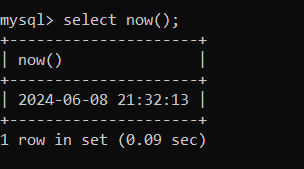 mysql> select now();
+---------------------+
| now()               |
+---------------------+
| 2024-06-08 21:32:13 |
+---------------------+
1 row in set (0.09 sec)